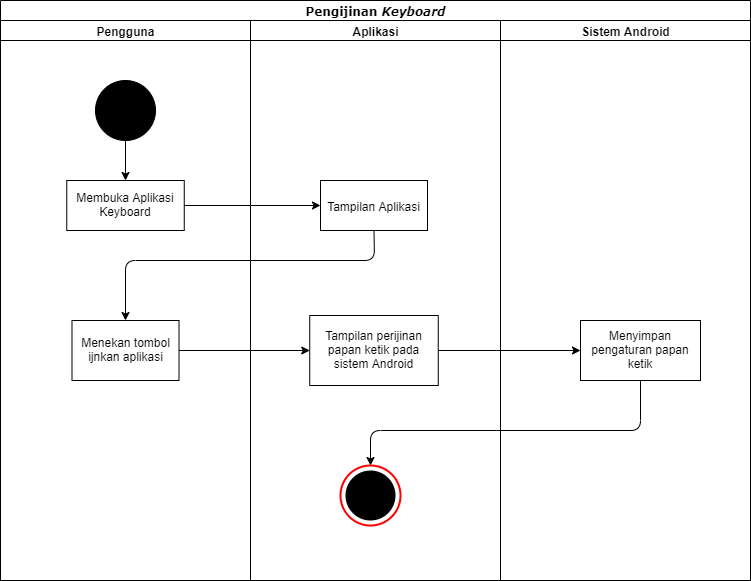 Pengijinan Keyboard
Pengguna
Aplikasi
Sistem Android
Membuka Aplikasi
Keyboard
Tampilan Aplikasi
Menekan tombol
ijnkan aplikasi
Tampilan perijinan
papan ketik pada
sistem Android
Menyimpan
pengaturan papan
ketik